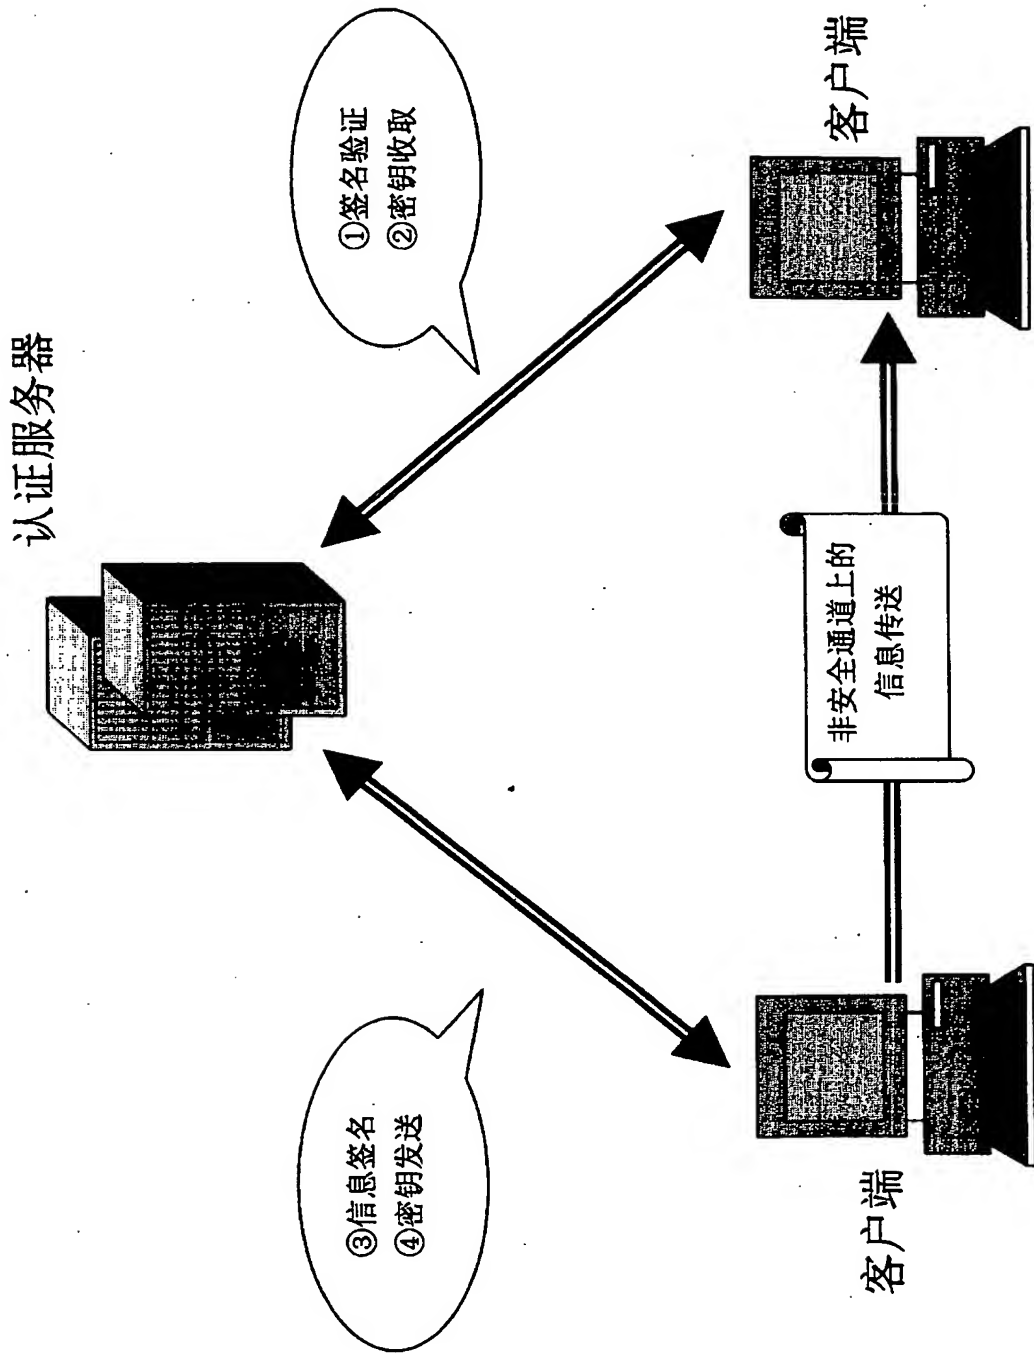 认证服务器
③信息签名
④密钥发送
①签名验证
②密钥收取
非安全通道上的
信息传送
客户端
客户端